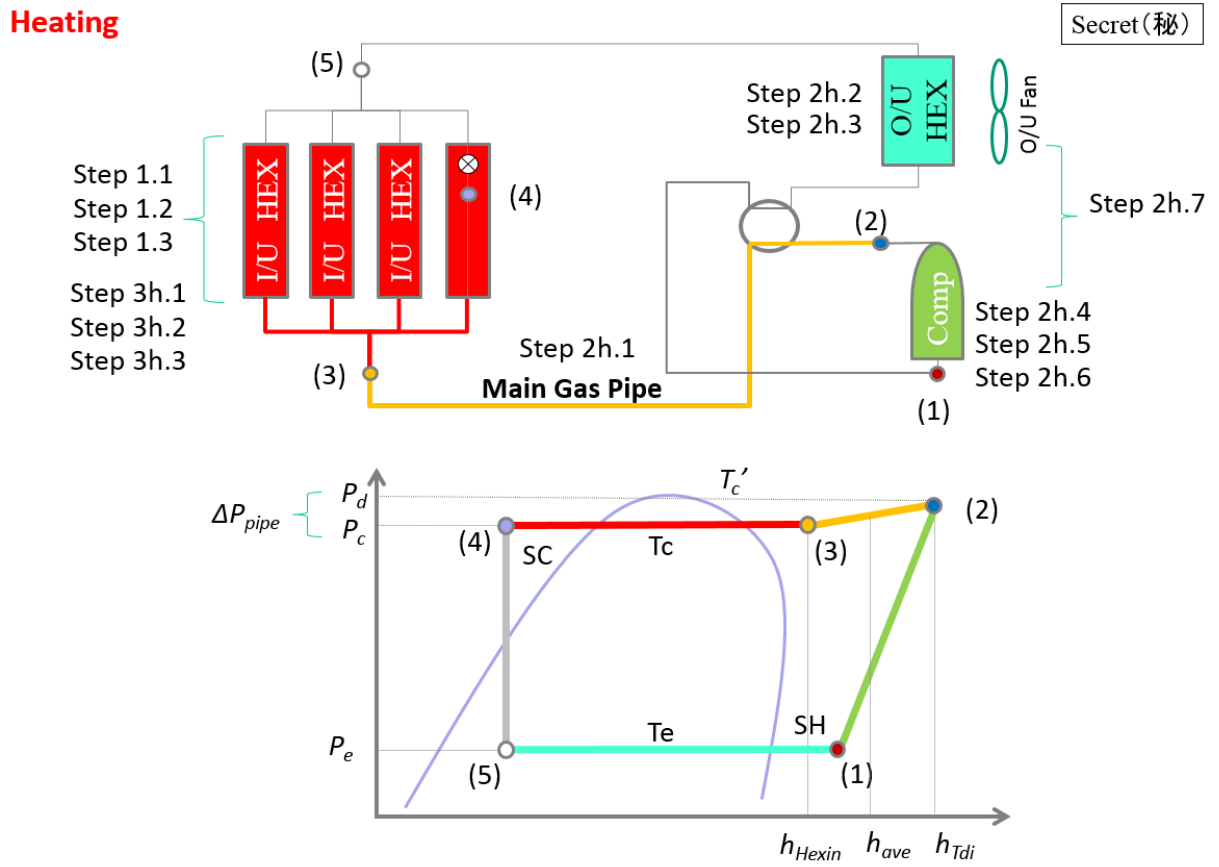 Heating
Secret(秘)
(5)
Step 2h.2
Step 2h.3
O/U HEX
O/U Fan
Step 1.1
Step 1.2
Step 1.3
I/U HEX
I/U HEX
I/U HEX
(4)
Step 2h.7
(2)
Step 3h.1
Step 3h.2
Step 3h.3
Comp
Step 2h.4
Step 2h.5
Step 2h.6
Step 2h.1
(3)
Main Gas Pipe
(1)
Tc’
Pd
ΔPpipe
Pc
(2)
(4)
SC
Tc
(3)
SH
Pe
Te
(5)
(1)
hHexin
have
hTdi